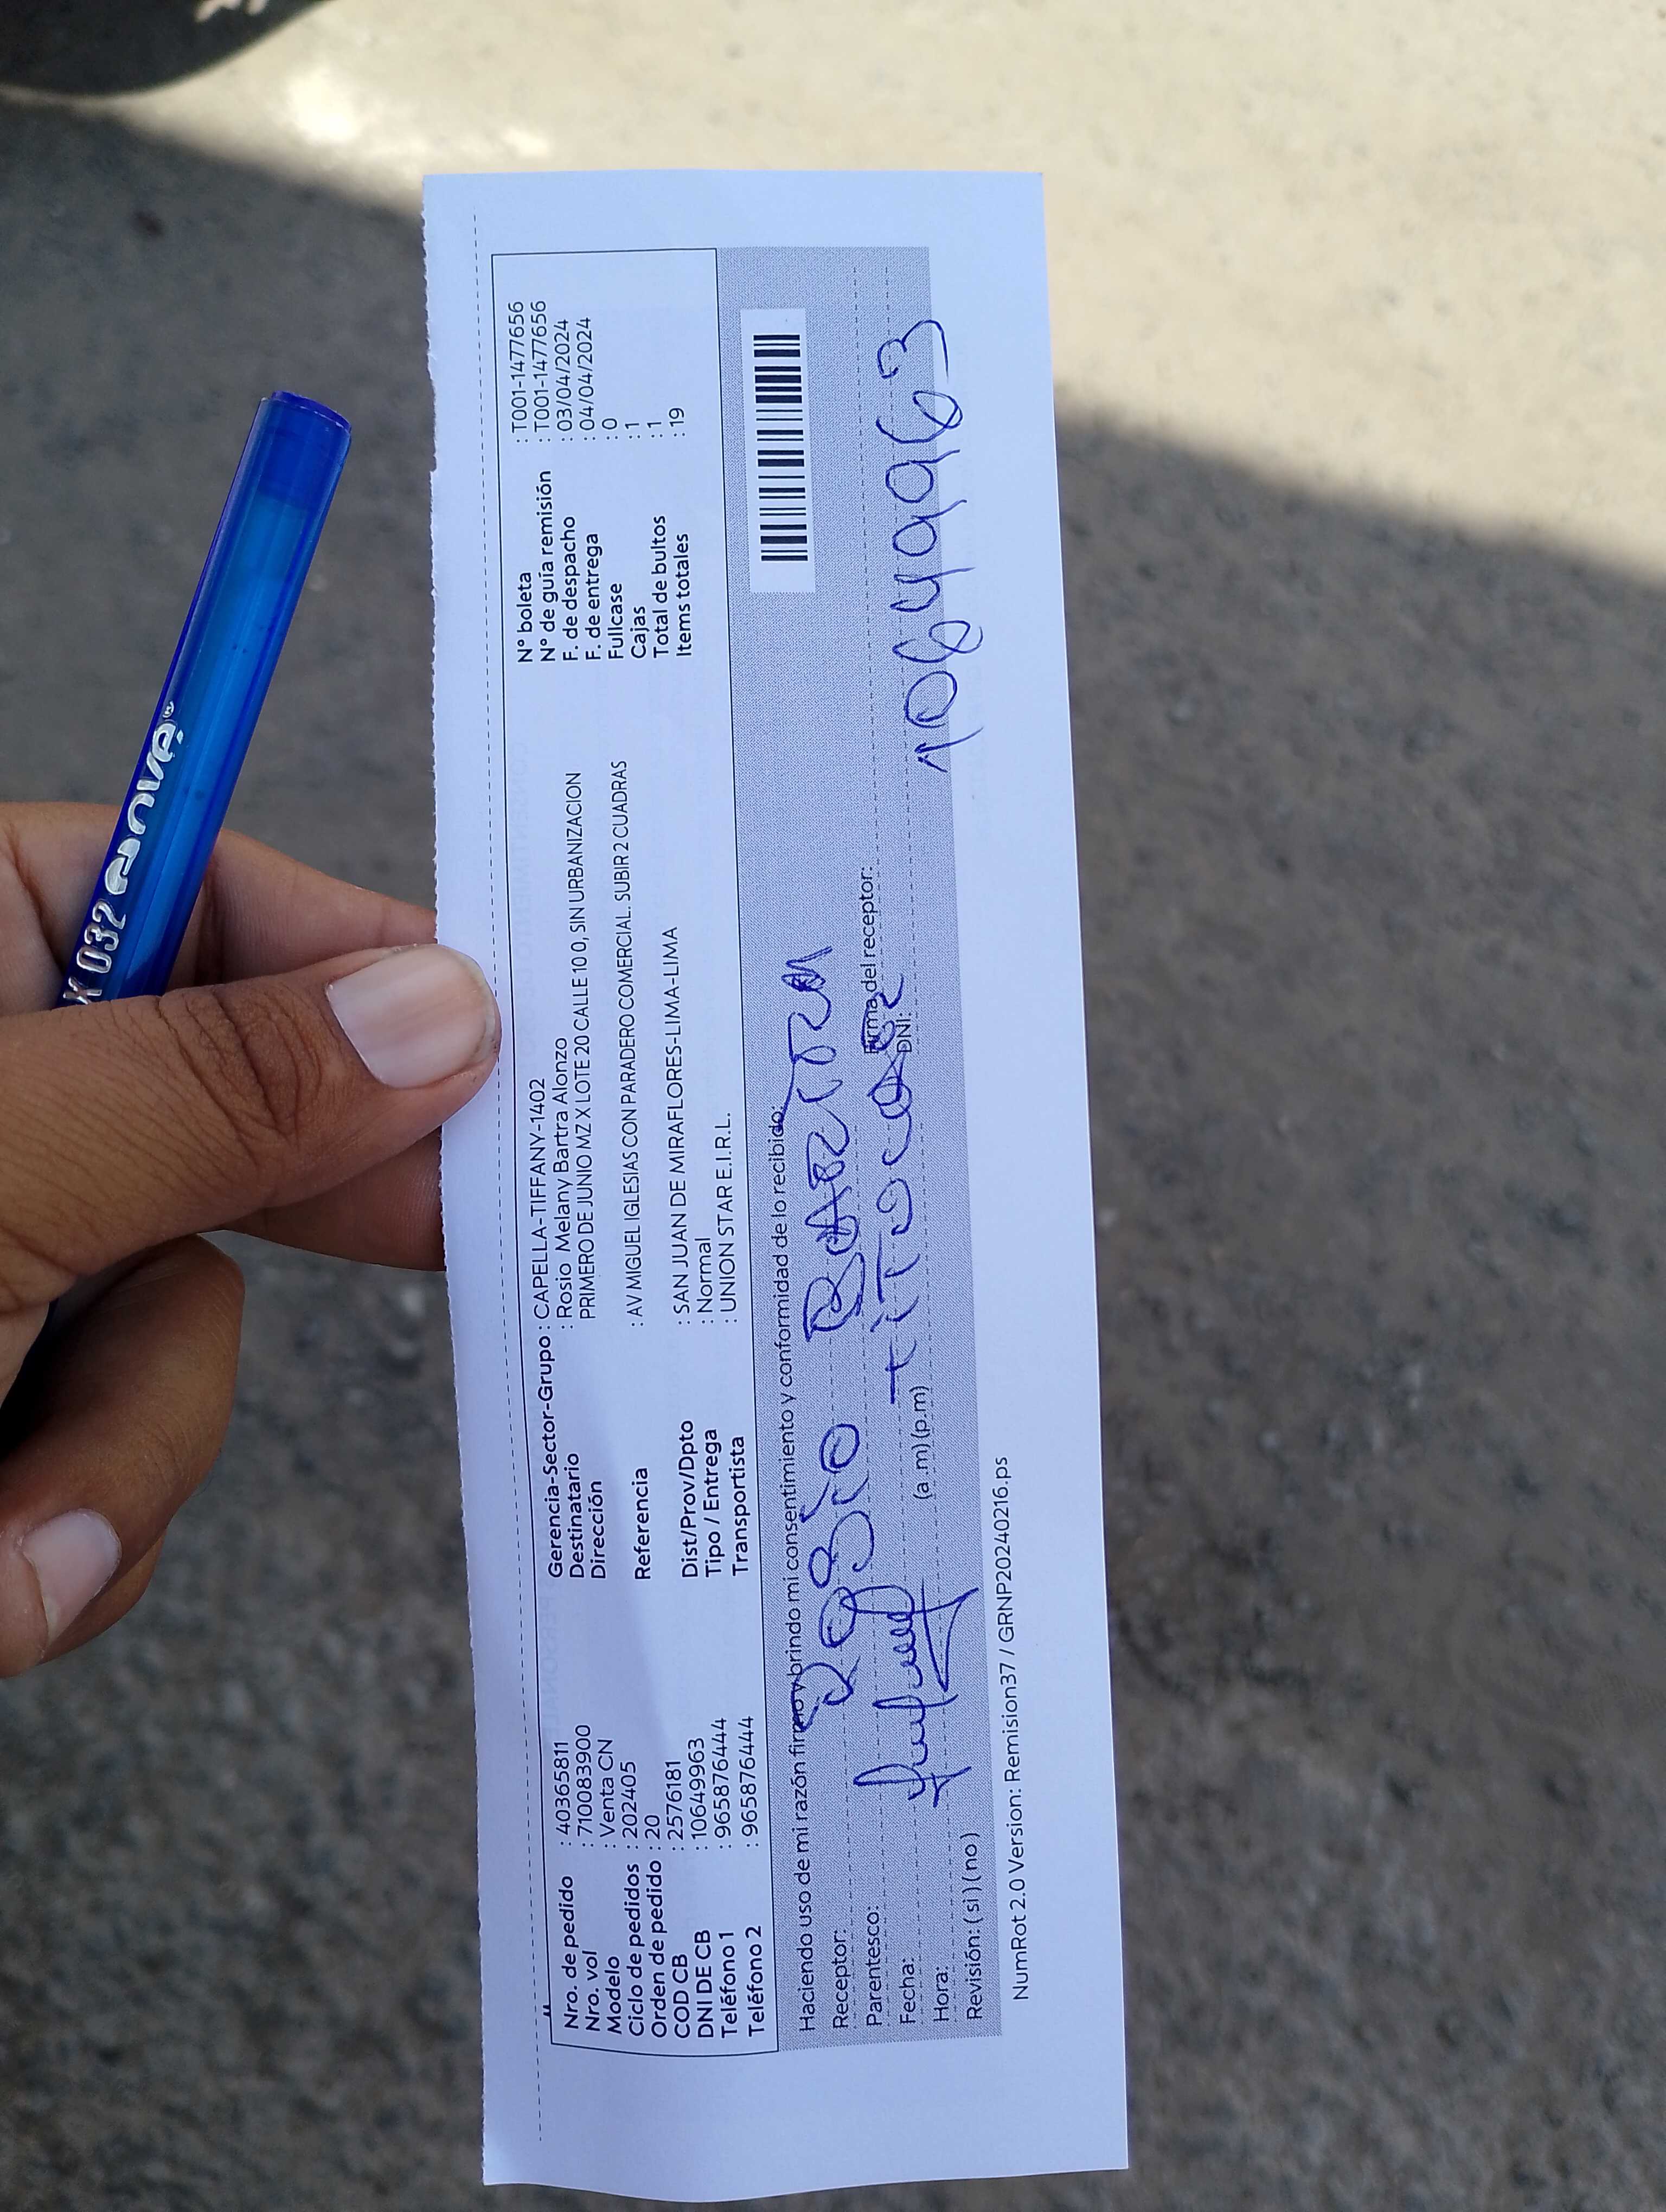 X 032 
Nro. de pedido : 40365811
Nro. vol : 710083900
Modelo : Venta CN
Ciclo de pedidos : 202405
Orden de pedido : 20
COD CB : 2576181
DNI DE CB : 10649963
Teléfono 1 : 965876444
Teléfono 2 : 965876444
Gerencia-Sector-Grupo : CAPELLA-TIFFANY-1402
Destinatario : Rosio Melany Bartra Alonzo
Dirección PRIMERO DE JUNIO MZ X LOTE 20 CALLE 10 0, SIN URBANIZACION
Referencia : AV MIGUEL IGLESIAS CON PARADERO COMERCIAL. SUBIR 2 CUADRAS
Dist/Prov/Dpto : SAN JUAN DE MIRAFLORES-LIMA-LIMA
Tipo / Entrega : Normal
Transportista : UNION STAR E.I.R.L.
N° boleta : T001-1477656
N° de guía remisión : T001-1477656
F. de despacho : 03/04/2024
F. de entrega : 04/04/2024
Fullcase : 0
Cajas : 1
Total de bultos : 1
Items totales : 19
Haciendo uso de mi razón firmo y brindo mi consentimiento y conformidad de lo recibido:
Receptor: ROSIO BARTRA
Parentesco: TITULAR
Firma del receptor:
Fecha:
DNI: 10649963
Hora: (a.m) (p.m)
Revisión: ( si ) ( no )
NumRot 2.0 Version: Remision37 / GRNP20240216.ps